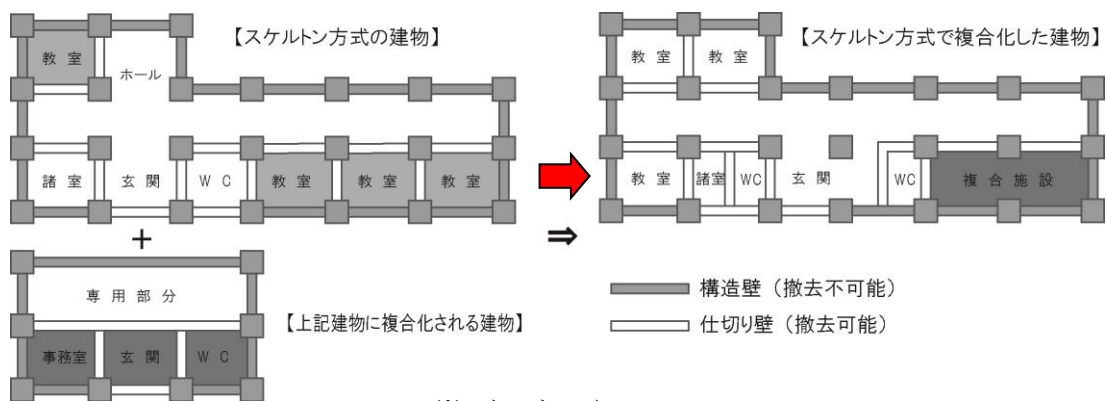 【スケルトン方式の建物】
教室
ホール
諸室
玄関
WC
教室
教室
教室
+
専用部分
【上記建物に複合化される建物】
事務室
玄関
WC
⇒
【スケルトン方式で複合化した建物】
教室
教室
教室
諸室
WC
玄関
WC
複合施設
構造壁（撤去不可能）
仕切り壁（撤去可能）